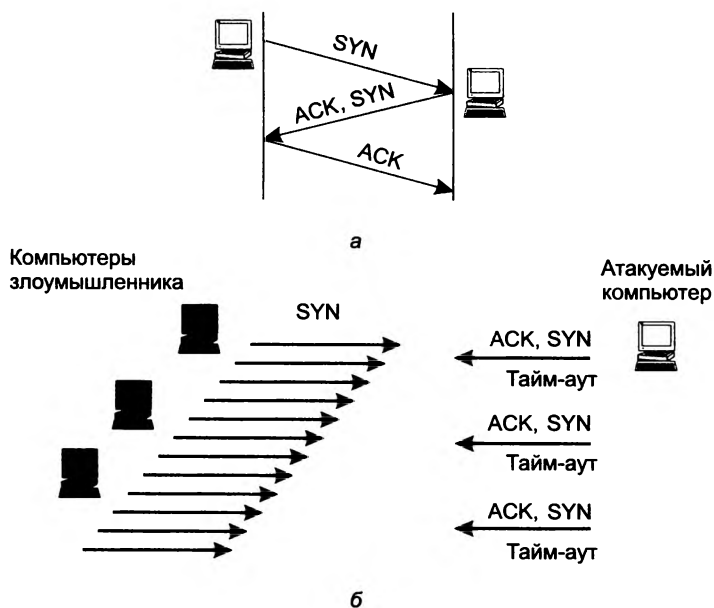 SYN
ACK, SYN
ACK
а
Компьютеры
злоумышленника
Атакуемый
компьютер
SYN
ACK, SYN
Тайм-аут
ACK, SYN
Тайм-аут
ACK, SYN
Тайм-аут
б